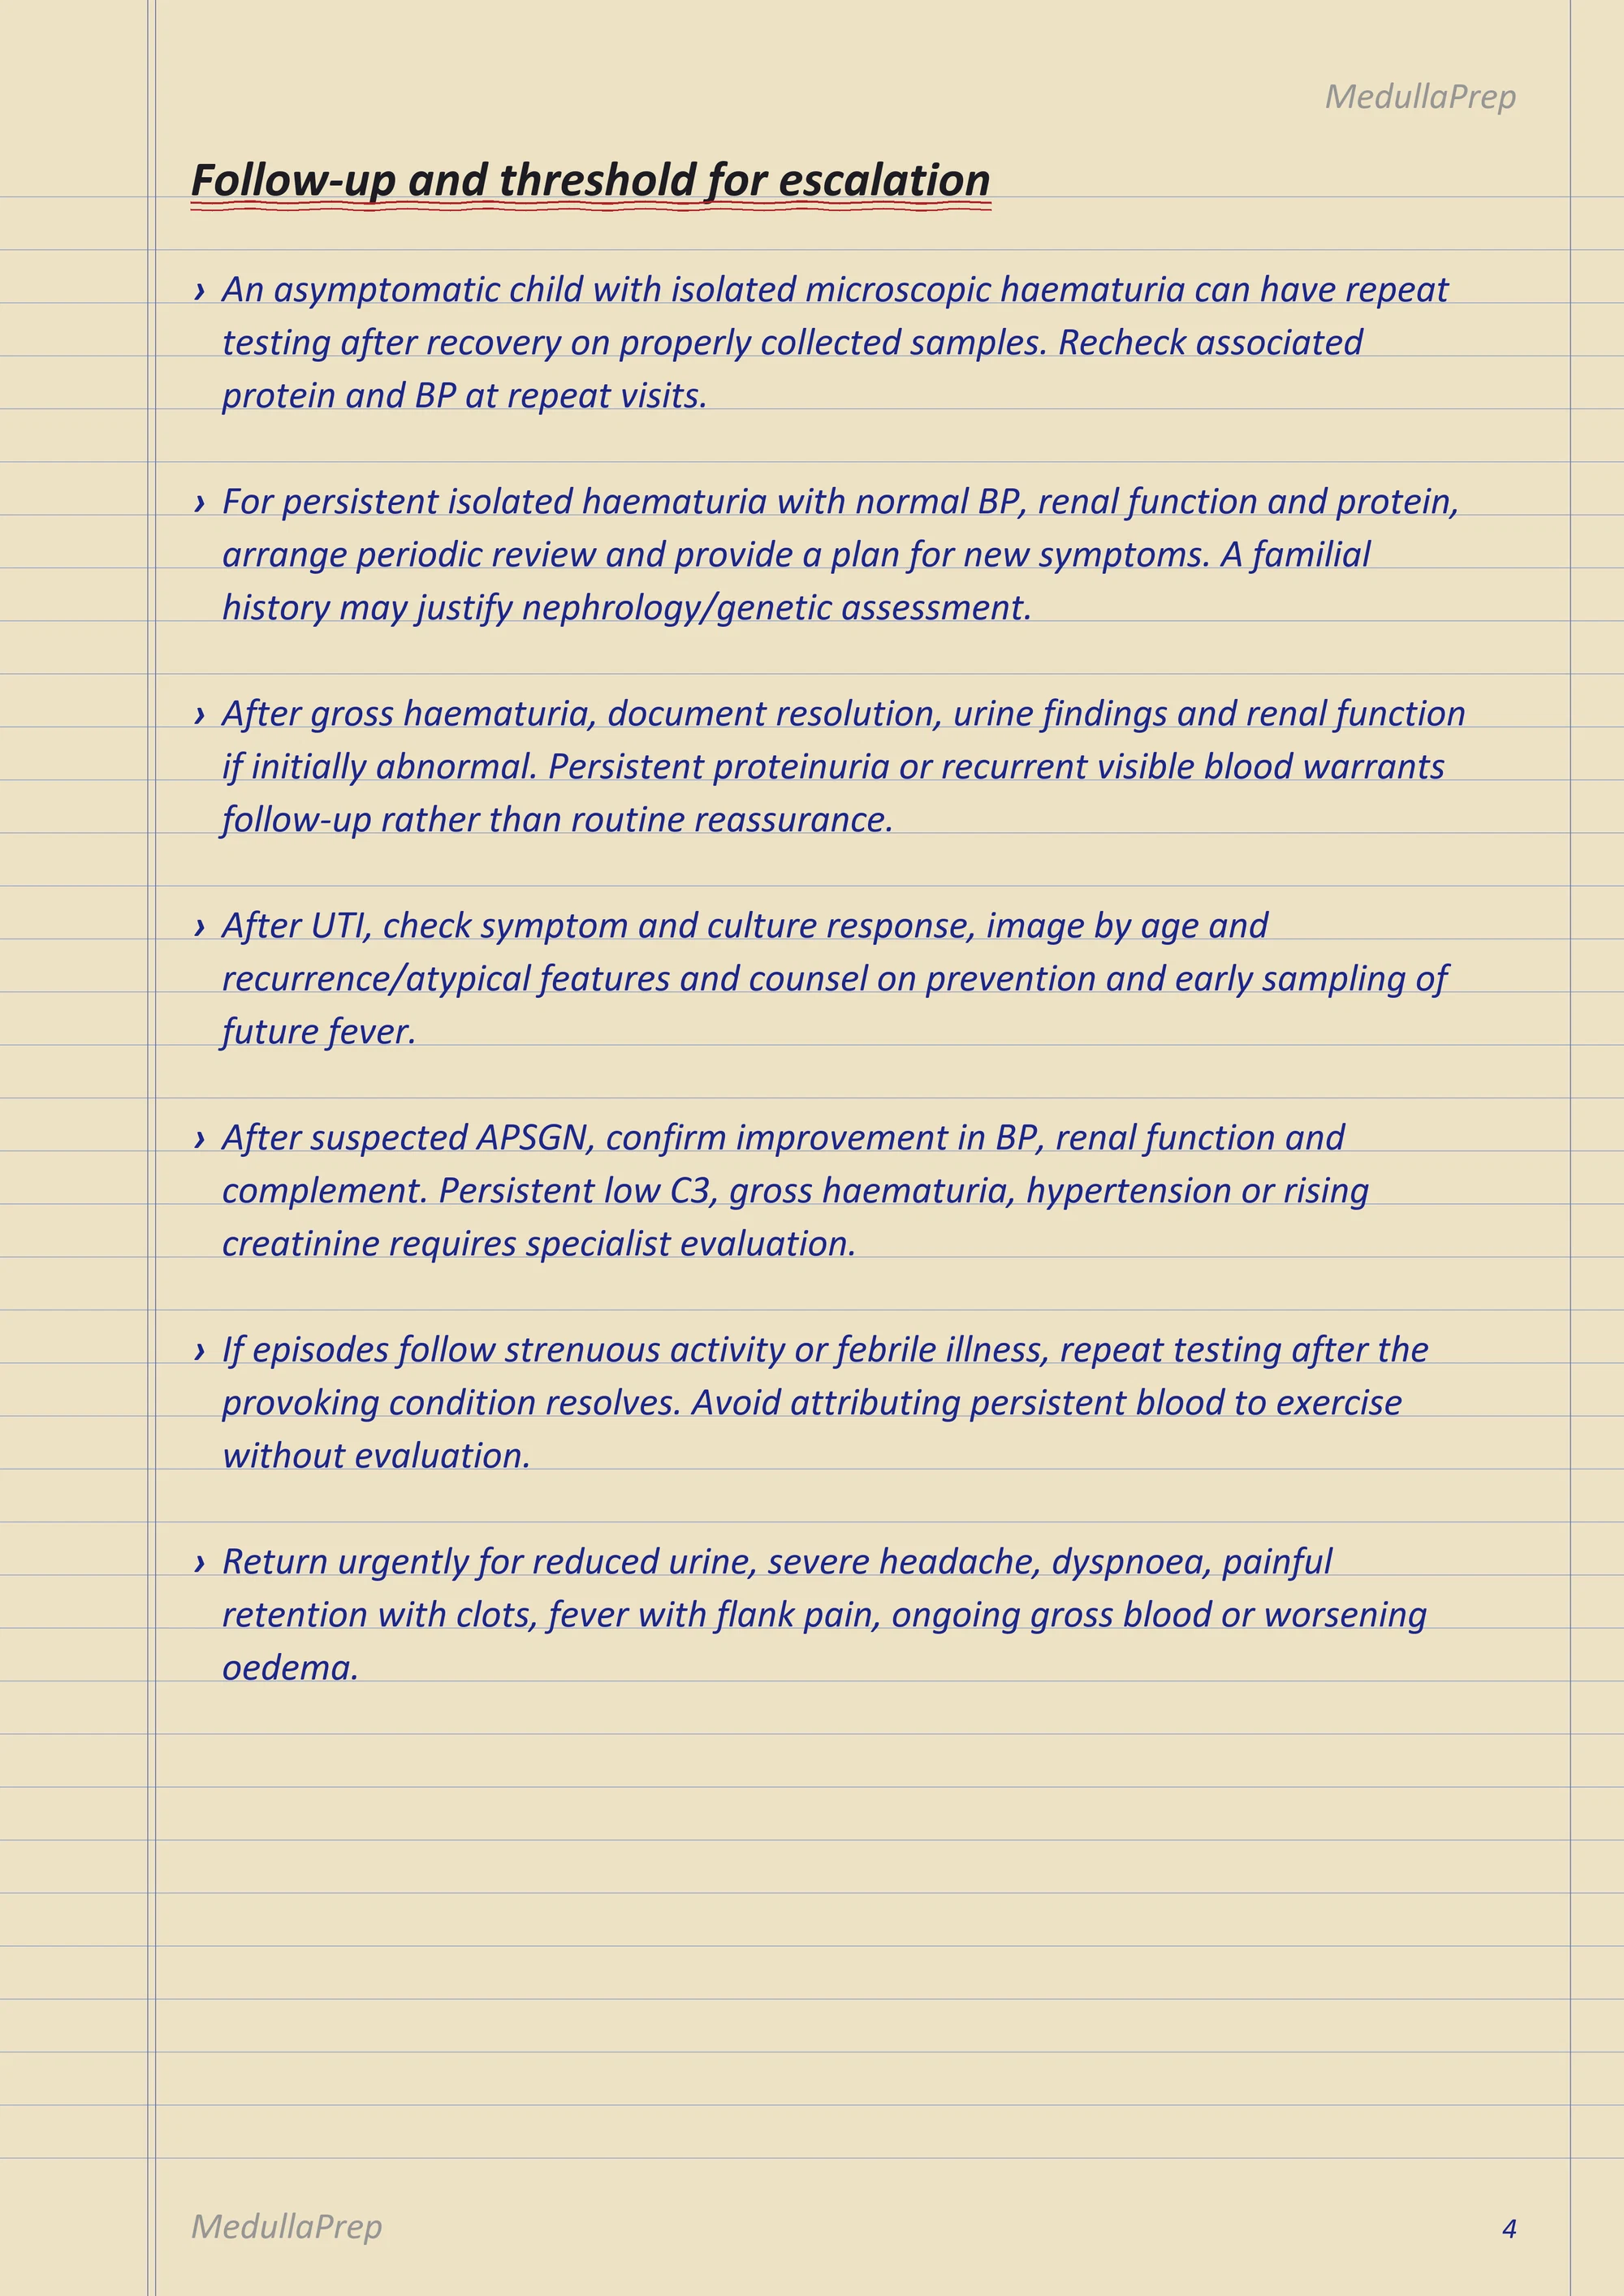 MedullaPrep
Follow-up and threshold for escalation
› An asymptomatic child with isolated microscopic haematuria can have repeat
testing after recovery on properly collected samples. Recheck associated
protein and BP at repeat visits.
› For persistent isolated haematuria with normal BP, renal function and protein,
arrange periodic review and provide a plan for new symptoms. A familial
history may justify nephrology/genetic assessment.
› After gross haematuria, document resolution, urine findings and renal function
if initially abnormal. Persistent proteinuria or recurrent visible blood warrants
follow-up rather than routine reassurance.
› After UTI, check symptom and culture response, image by age and
recurrence/atypical features and counsel on prevention and early sampling of
future fever.
› After suspected APSGN, confirm improvement in BP, renal function and
complement. Persistent low C3, gross haematuria, hypertension or rising
creatinine requires specialist evaluation.
› If episodes follow strenuous activity or febrile illness, repeat testing after the
provoking condition resolves. Avoid attributing persistent blood to exercise
without evaluation.
› Return urgently for reduced urine, severe headache, dyspnoea, painful
retention with clots, fever with flank pain, ongoing gross blood or worsening
oedema.
MedullaPrep
4